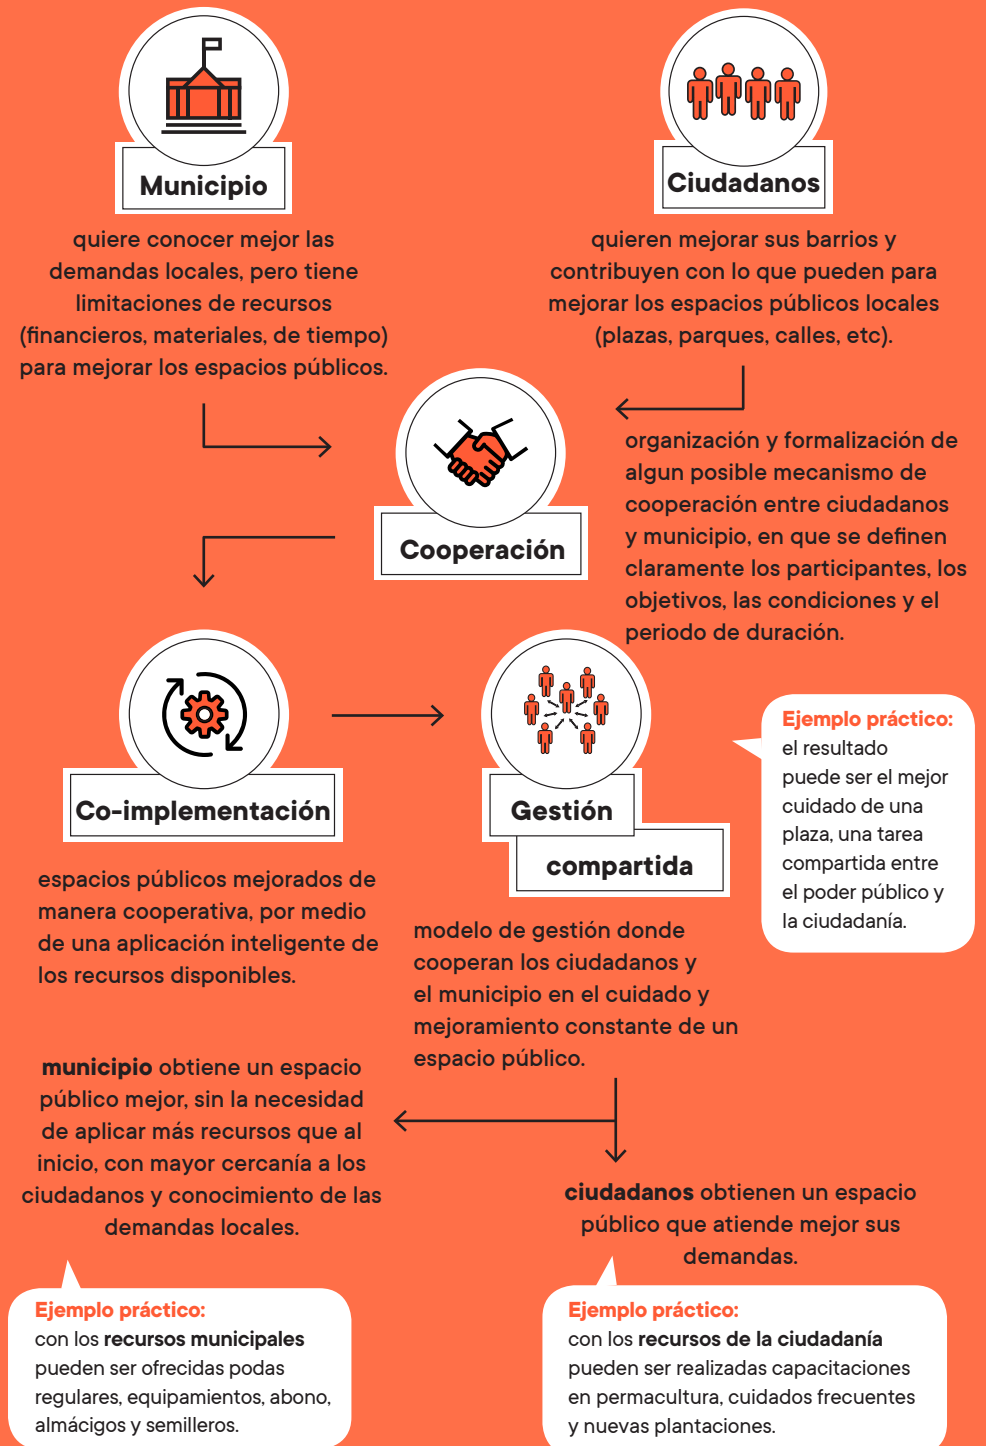 Municipio
quiere conocer mejor las
demandas locales, pero tiene
limitaciones de recursos
(financieros, materiales, de tiempo)
para mejorar los espacios públicos.
Ciudadanos
quieren mejorar sus barrios y
contribuyen con lo que pueden para
mejorar los espacios públicos locales
(plazas, parques, calles, etc).
Cooperación
organización y formalización de
algun posible mecanismo de
cooperación entre ciudadanos
y municipio, en que se definen
claramente los participantes, los
objetivos, las condiciones y el
periodo de duración.
Co-implementación
espacios públicos mejorados de
manera cooperativa, por medio
de una aplicación inteligente de
los recursos disponibles.
Gestión
compartida
modelo de gestión donde
cooperan los ciudadanos y
el municipio en el cuidado y
mejoramiento constante de un
espacio público.
Ejemplo práctico:
el resultado
puede ser el mejor
cuidado de una
plaza, una tarea
compartida entre
el poder público y
la ciudadanía.
municipio obtiene un espacio
público mejor, sin la necesidad
de aplicar más recursos que al
inicio, con mayor cercanía a los
ciudadanos y conocimiento de las
demandas locales.
Ejemplo práctico:
con los recursos municipales
pueden ser ofrecidas podas
regulares, equipamientos, abono,
almácigos y semilleros.
ciudadanos obtienen un espacio
público que atiende mejor sus
demandas.
Ejemplo práctico:
con los recursos de la ciudadanía
pueden ser realizadas capacitaciones
en permacultura, cuidados frecuentes
y nuevas plantaciones.